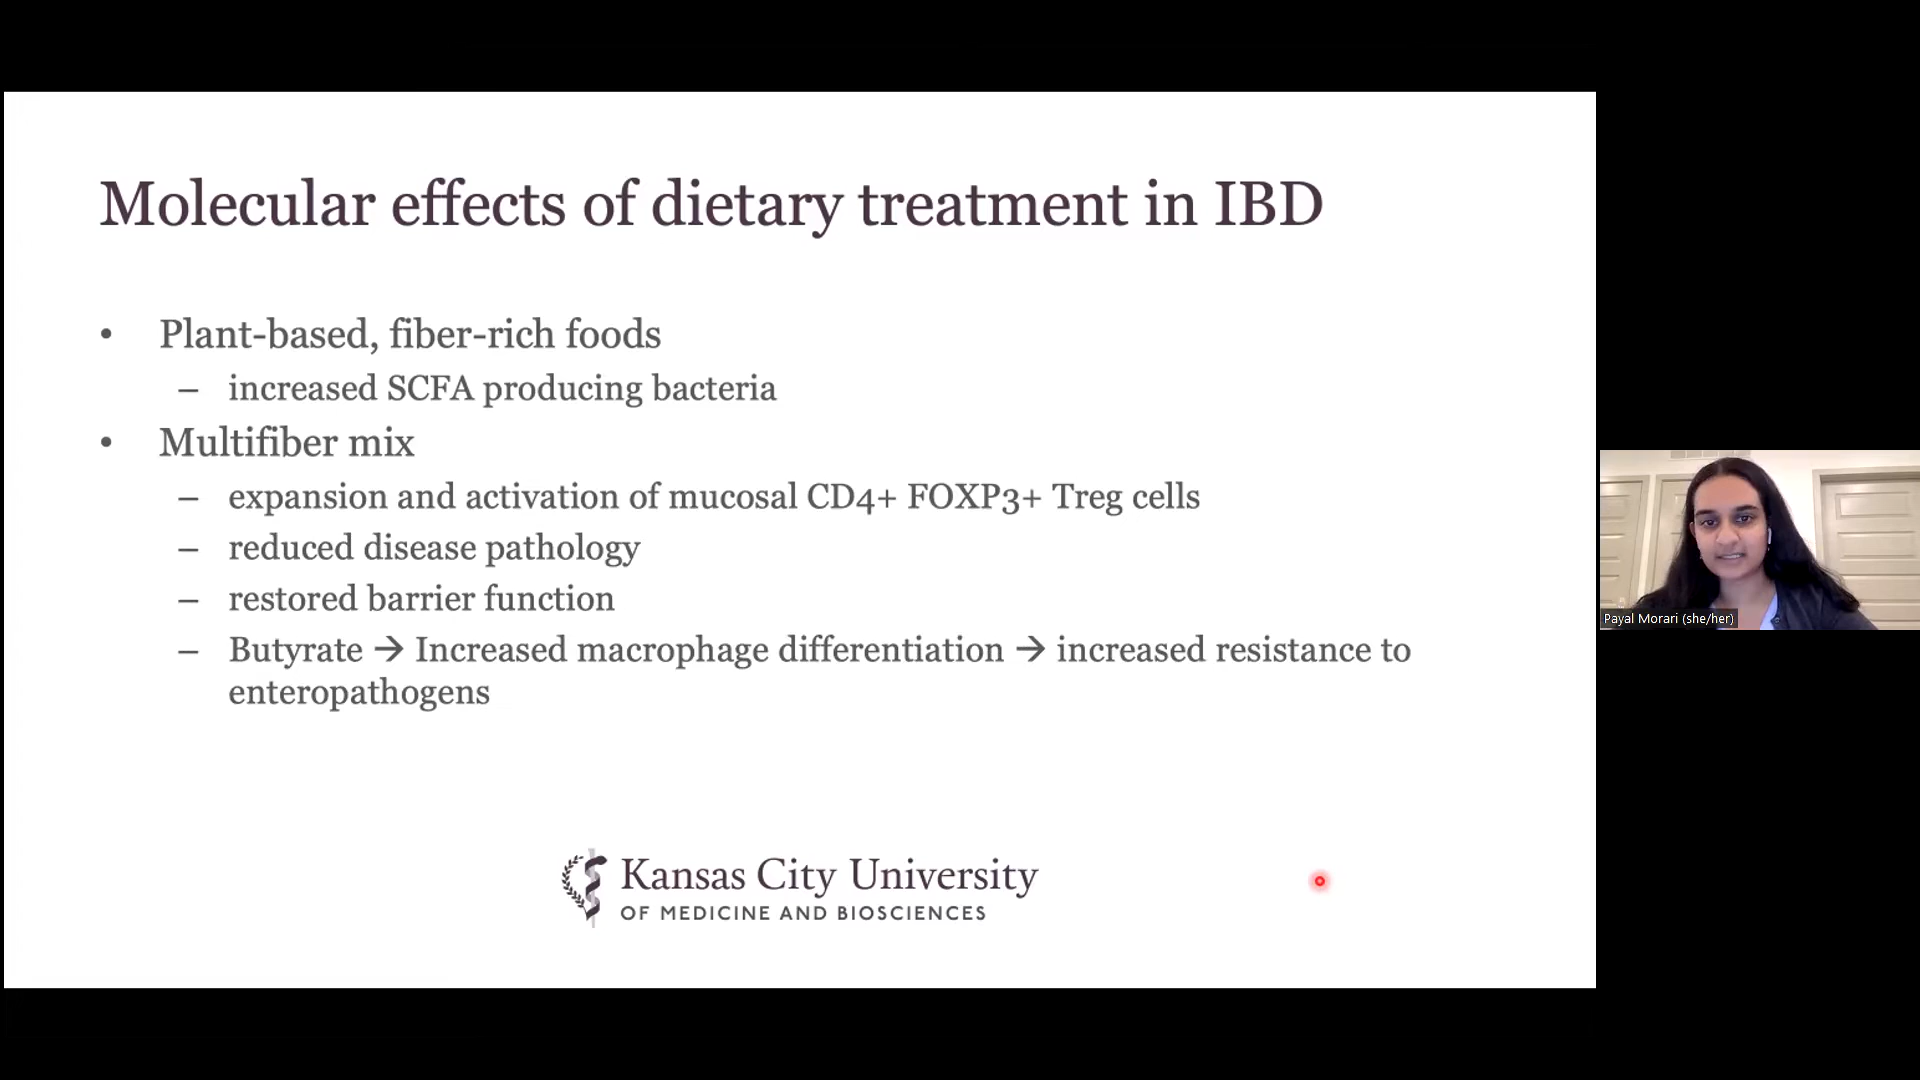 Molecular effects of dietary treatment in IBD
• Plant-based, fiber-rich foods
– increased SCFA producing bacteria
• Multifiber mix
– expansion and activation of mucosal CD4+ FOXP3+ Treg cells
– reduced disease pathology
– restored barrier function
– Butyrate → Increased macrophage differentiation → increased resistance to
enteropathogens
Kansas City University
OF MEDICINE AND BIOSCIENCES
Payal Morari (she/her)